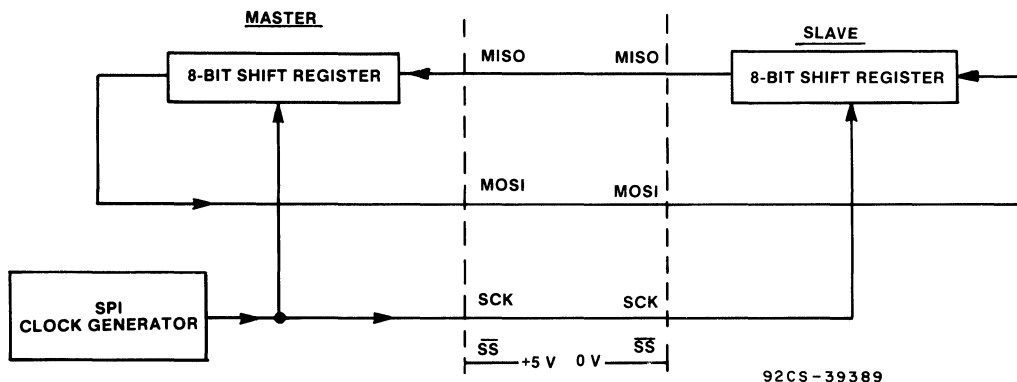 MASTER
SLAVE
8-BIT SHIFT REGISTER
MISO
MISO
8-BIT SHIFT REGISTER
MOSI
MOSI
SPI
CLOCK GENERATOR
SCK
SCK
SS
+5 V
0 V
SS
92CS-39389